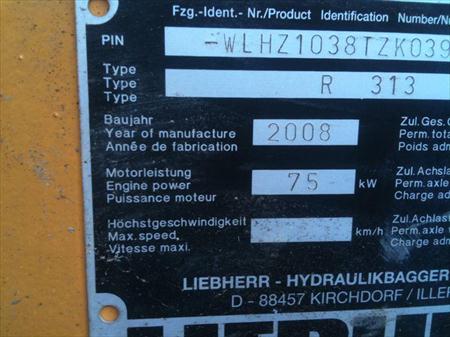 Fzg.-Ident.- Nr./Product Identification Number/Nu
PIN -WLHZ1038TZK039
Type
Type R 313
Type
Baujahr Zul. Ges. G
Year of manufacture 2008 Perm. tota
Année de fabrication Poids adm
Motorleistung Zul. Achsla
Engine power 75 kW Perm. axle
Puissance moteur Charge adm
Höchstgeschwindigkeit Zul. Achslas
Max. speed km/h Perm. axle
Vitesse maxi. Charge adm
LIEBHERR - HYDRAULIKBAGGER
D - 88457 KIRCHDORF / ILLER